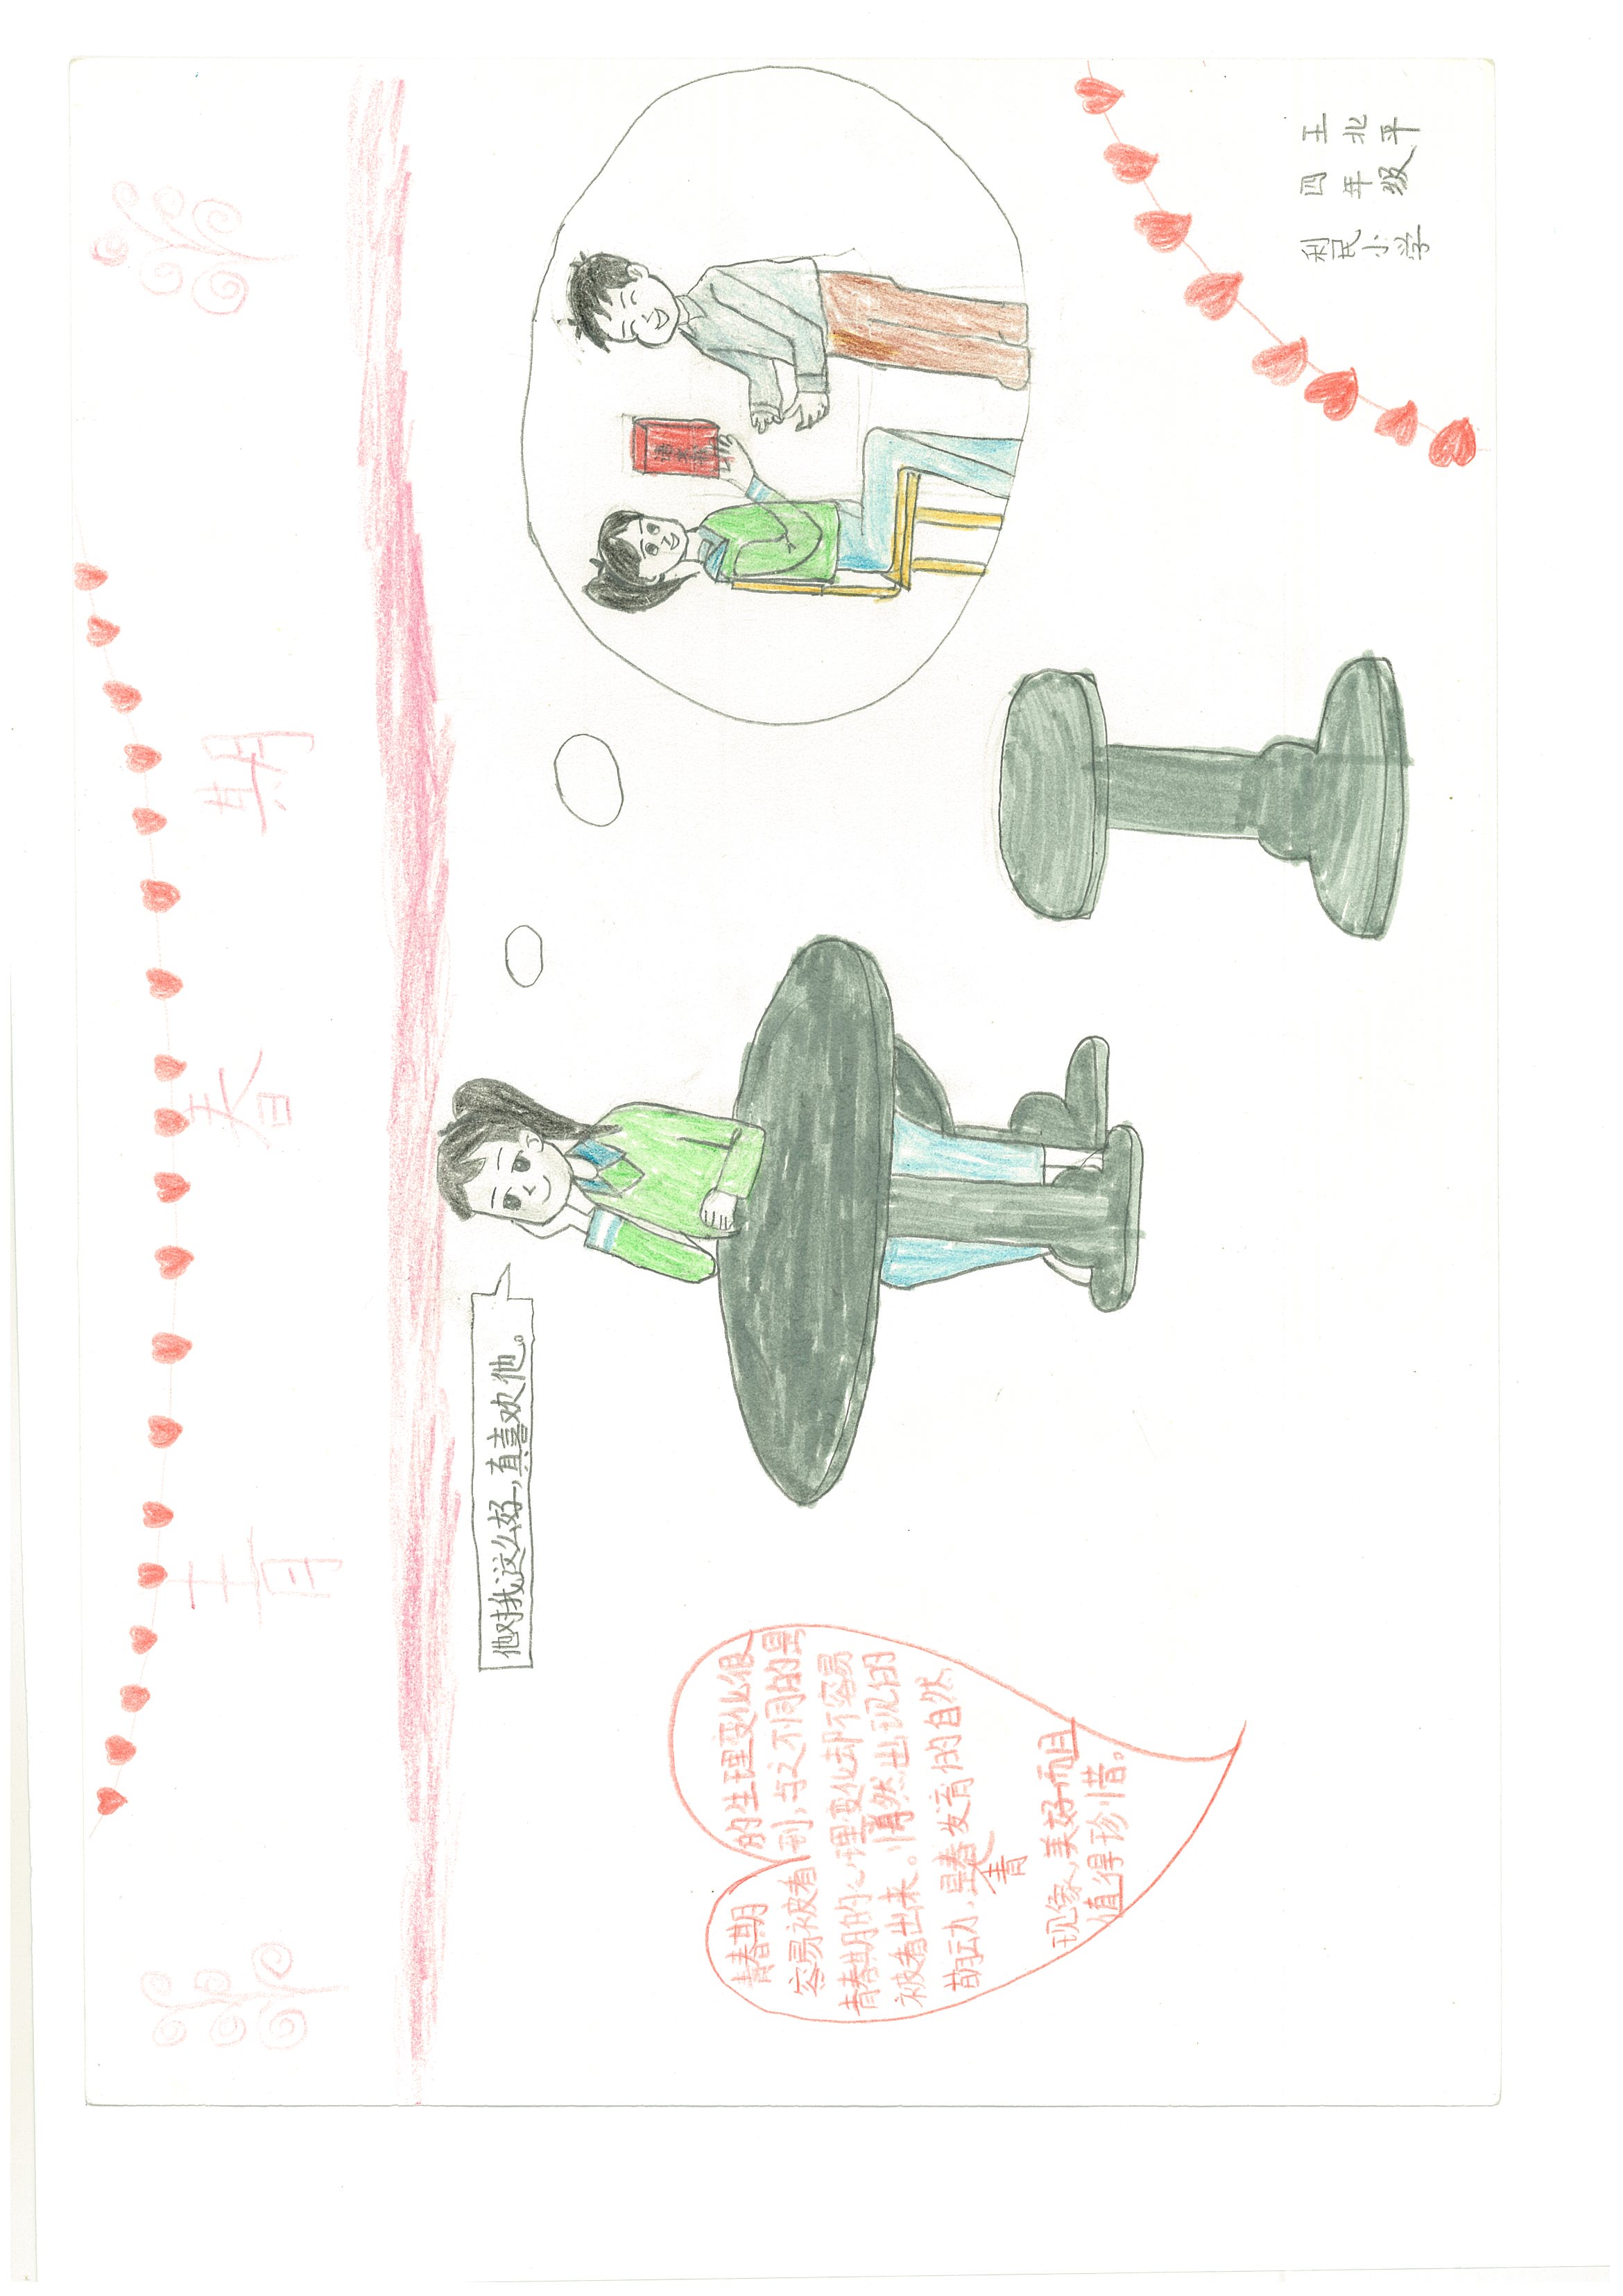 青春期
他对我这么好，真喜欢他。
青春期的生理变化很
容易被看到，与之不同的是
青春期的心理变化却不容易
被看出来。悄然出现的
萌动，是青春发育的自然
现象，美好而且
值得珍惜。
利民小学
四年级
王北平